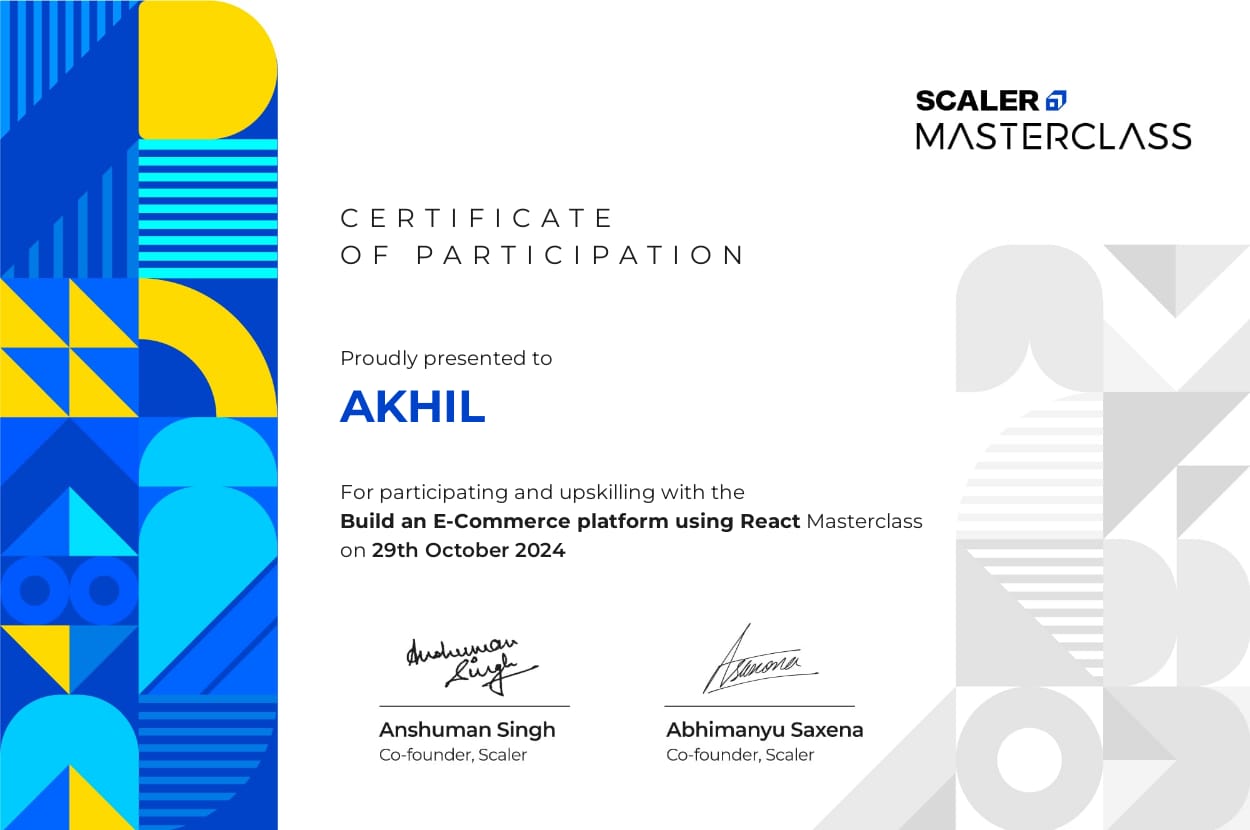 SCALER
MASTERCLASS
CERTIFICATE
OF PARTICIPATION
Proudly presented to
AKHIL
For participating and upskilling with the
Build an E-Commerce platform using React Masterclass
on 29th October 2024
Anshuman
Singh
Asaxena
Anshuman Singh
Co-founder, Scaler
Abhimanyu Saxena
Co-founder, Scaler